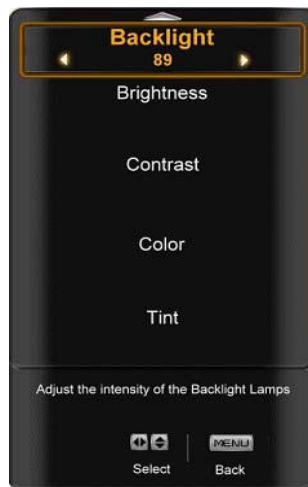 Backlight
89
Brightness
Contrast
Color
Tint
Adjust the intensity of the Backlight Lamps
MENU
Select Back